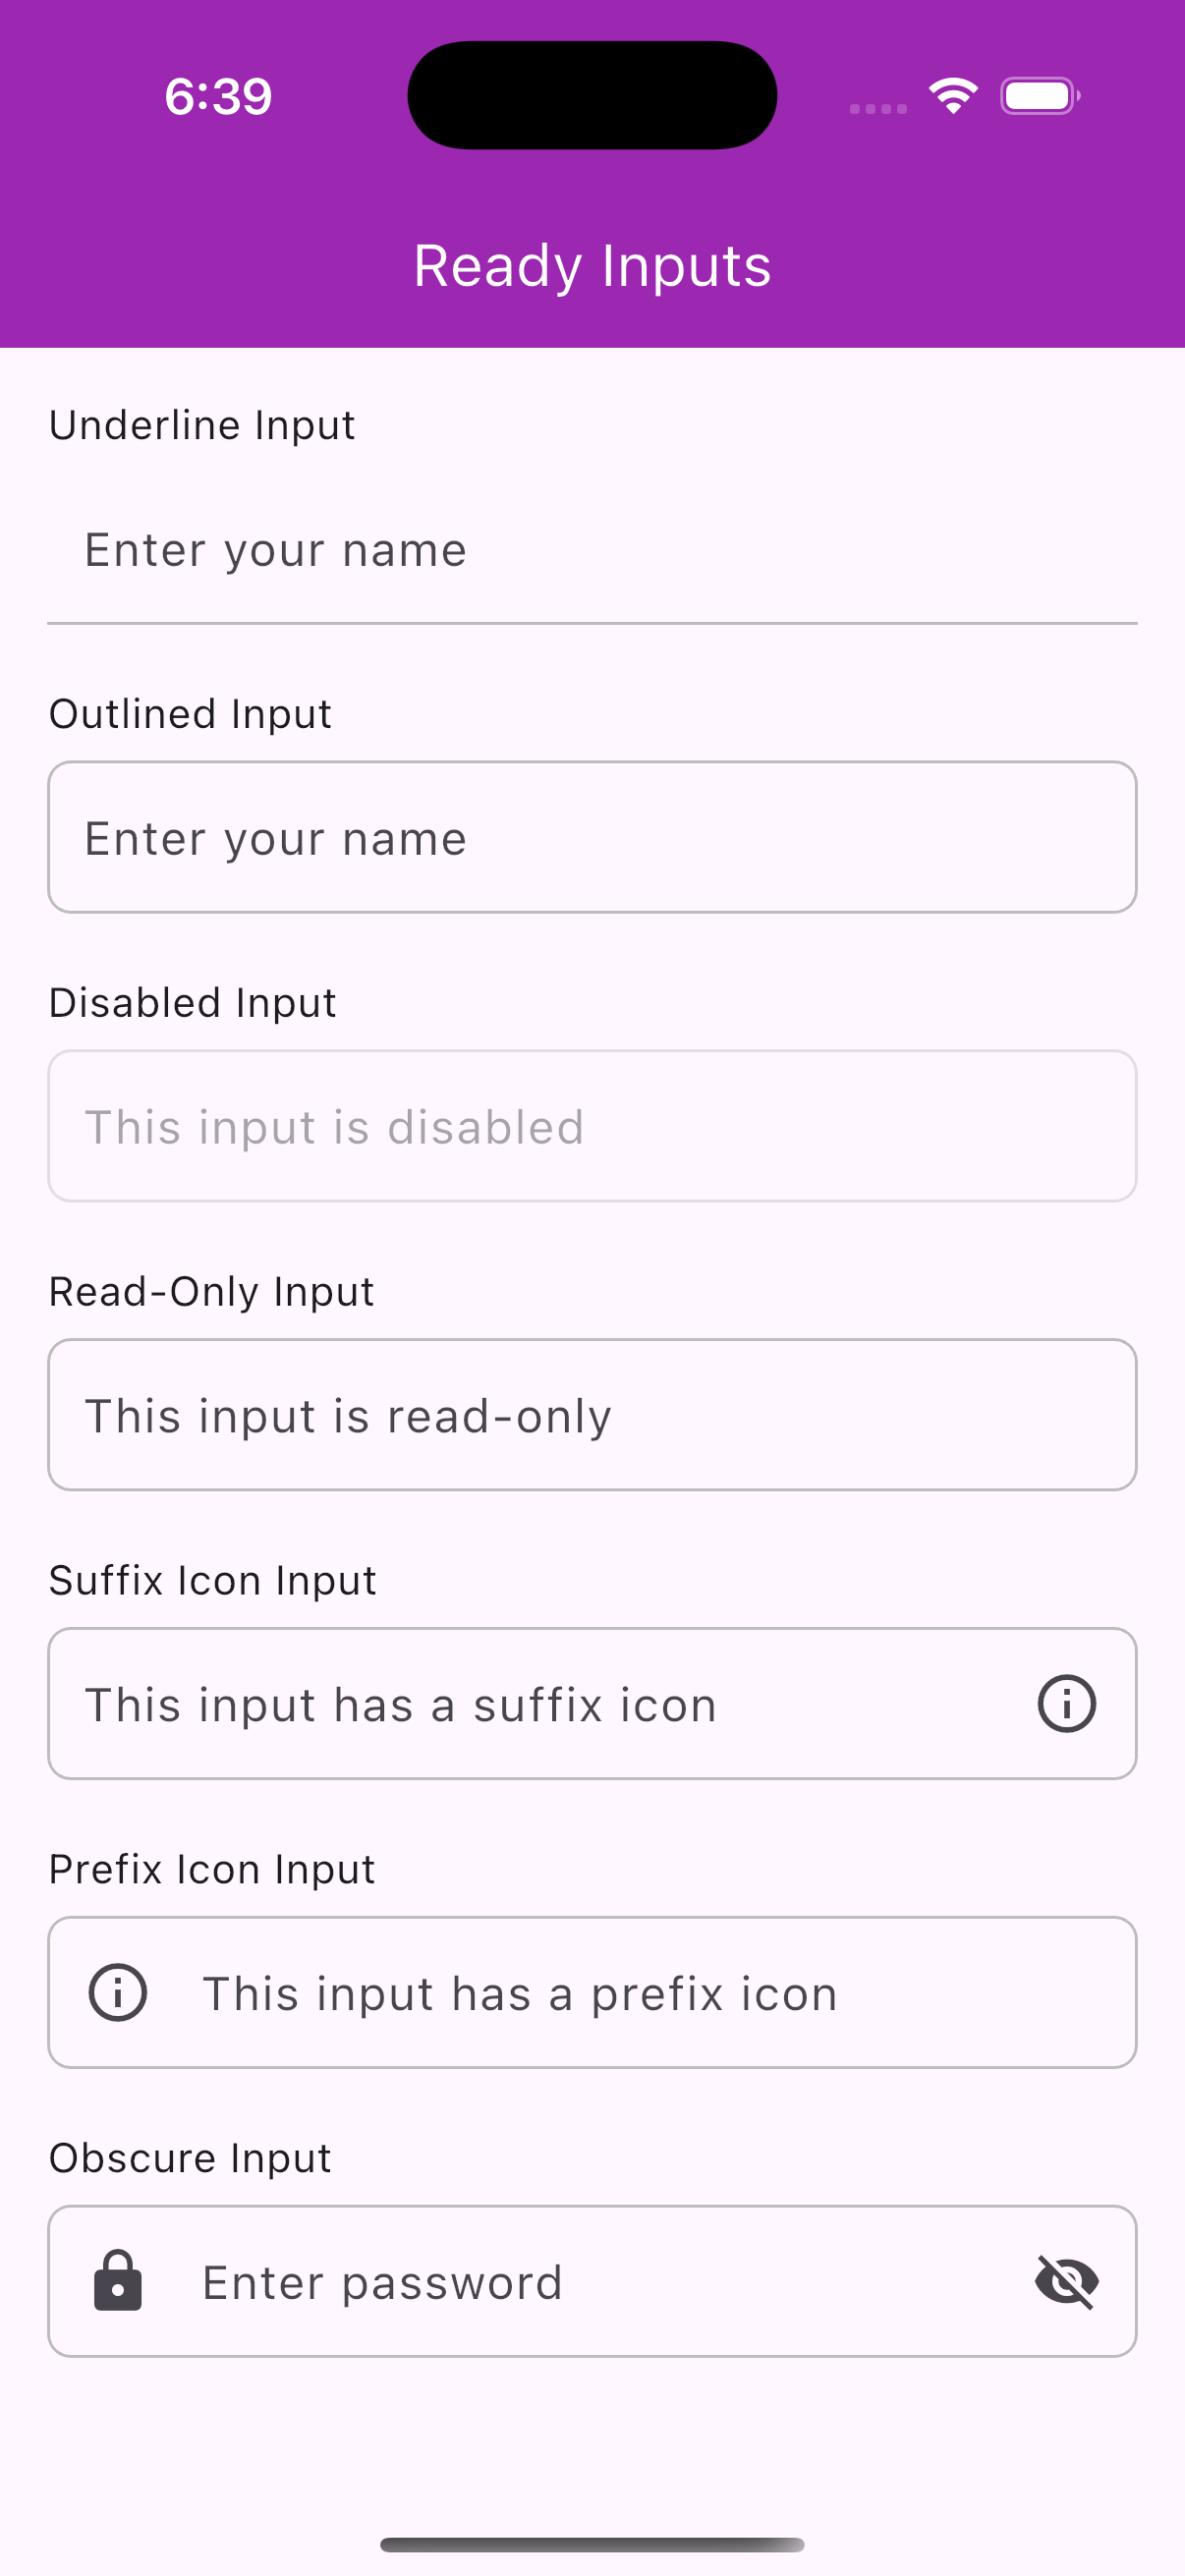 6:39
Ready Inputs
Underline Input
Enter your name
Outlined Input
Enter your name
Disabled Input
This input is disabled
Read-Only Input
This input is read-only
Suffix Icon Input
This input has a suffix icon
Prefix Icon Input
This input has a prefix icon
Obscure Input
Enter password